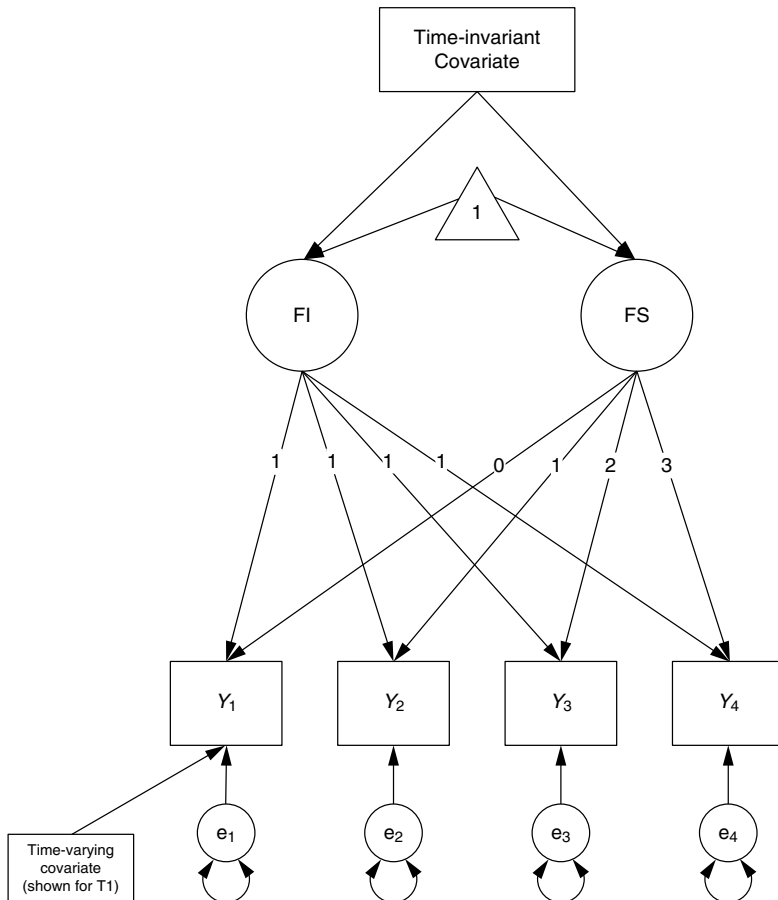 Time-invariant
Covariate
1
FI
FS
1
1
1
1
0
1
2
3
Y₁
Y₂
Y₃
Y₄
e₁
e₂
e₃
e₄
Time-varying
covariate
(shown for T1)